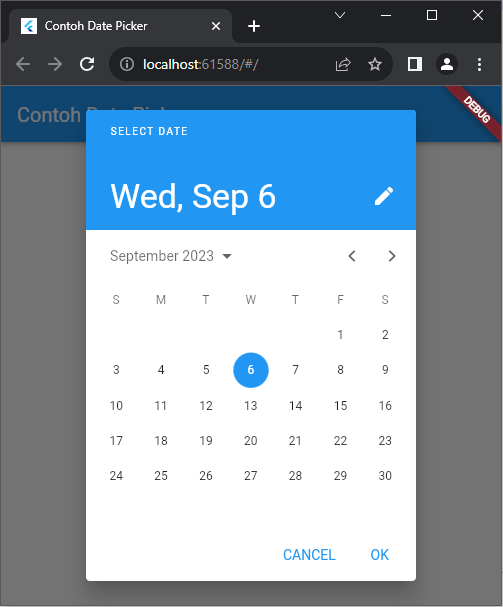 Contoh Date Picker
localhost:61588/#/
Contoh Date Picker
DEBUG
SELECT DATE
Wed, Sep 6
September 2023
S M T W T F S
1 2
3 4 5 6 7 8 9
10 11 12 13 14 15 16
17 18 19 20 21 22 23
24 25 26 27 28 29 30
CANCEL OK